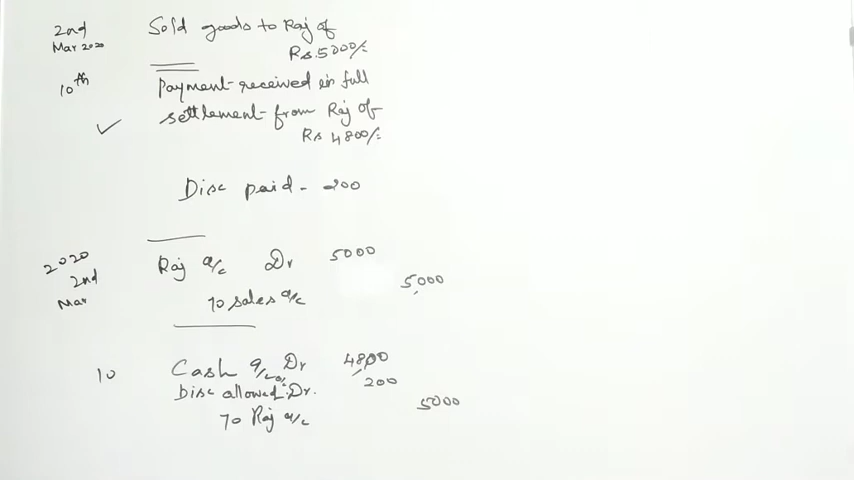 2nd Sold goods to Raj of
Mar 2020 Rs.5000/-
10th Payment received in full
settlement from Raj of
Rs 4800/-
Disc paid - 200
2020 Raj a/c Dr 5000
2nd 5,000
Mar To sales a/c
10 Cash a/c Dr 4800
Disc allowed a/c Dr. 200
To Raj a/c 5000